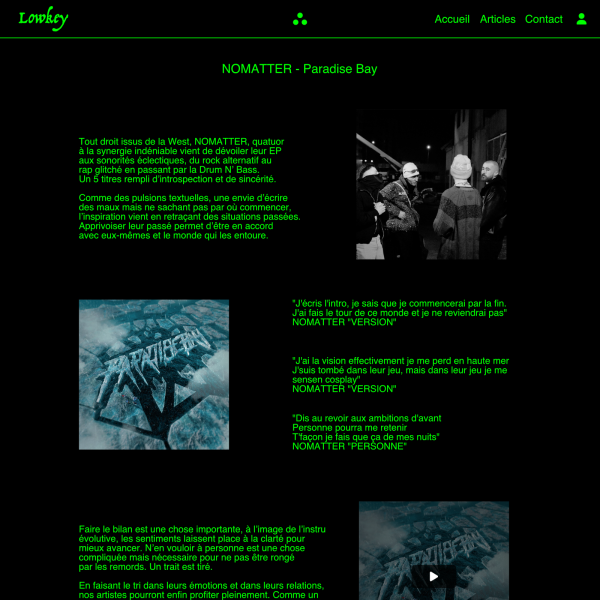 Lowkey
Accueil
Articles
Contact
NOMATTER - Paradise Bay
Tout droit issus de la West, NOMATTER, quatuor
à la synergie indéniable vient de dévoiler leur EP
aux sonorités éclectiques, du rock alternatif au
rap glitché en passant par la Drum N' Bass.
Un 5 titres rempli d'introspection et de sincérité.
Comme des pulsions textuelles, une envie d'écrire
des maux mais ne sachant pas par où commencer,
l'inspiration vient en retraçant des situations passées.
Apprivoiser leur passé permet d'être en accord
avec eux-mêmes et le monde qui les entoure.
"J'écris l'intro, je sais que je commencerai par la fin.
J'ai fais le tour de ce monde et je ne reviendrai pas"
NOMATTER "VERSION"
"J'ai la vision effectivement je me perd en haute mer
J'suis tombé dans leur jeu, mais dans leur jeu je me
sensen cosplay"
NOMATTER "VERSION"
"Dis au revoir aux ambitions d'avant
Personne pourra me retenir
T'façon je fais que ça de mes nuits"
NOMATTER "PERSONNE"
Faire le bilan est une chose importante, à l'image de l'instru
évolutive, les sentiments laissent place à la clarté pour
mieux avancer. N'en vouloir à personne est une chose
compliquée mais nécessaire pour ne pas être rongé
par les remords. Un trait est tiré.
En faisant le tri dans leurs émotions et dans leurs relations,
nos artistes pourront enfin profiter pleinement. Comme un